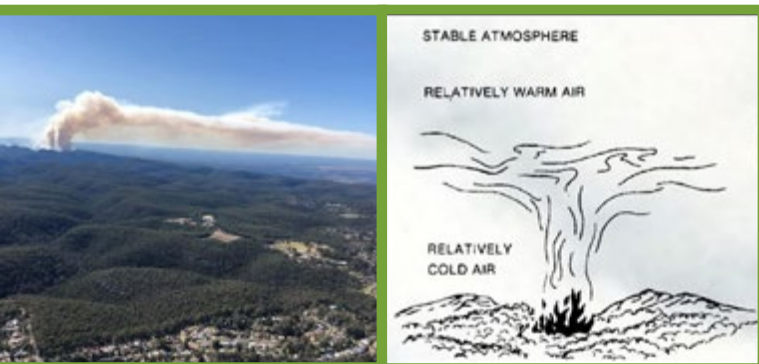 STABLE ATMOSPHERE
RELATIVELY WARM AIR
RELATIVELY
COLD AIR